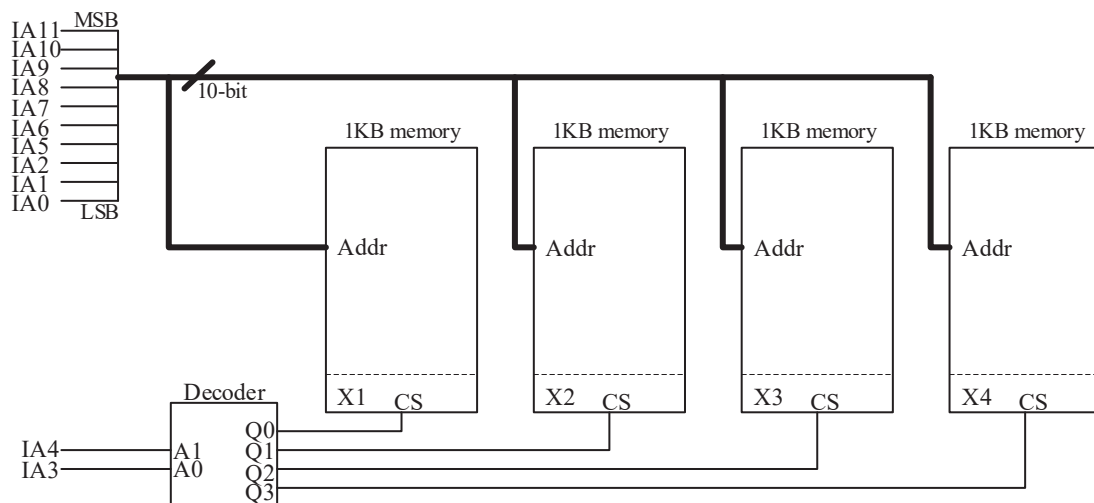 MSB
IA11
IA10
IA9
IA8
IA7
IA6
IA5
IA2
IA1
IA0
LSB
10-bit
1KB memory 1KB memory 1KB memory 1KB memory
Addr Addr Addr Addr
X1 CS X2 CS X3 CS X4 CS
Decoder
IA4 A1
IA3 A0
Q0
Q1
Q2
Q3